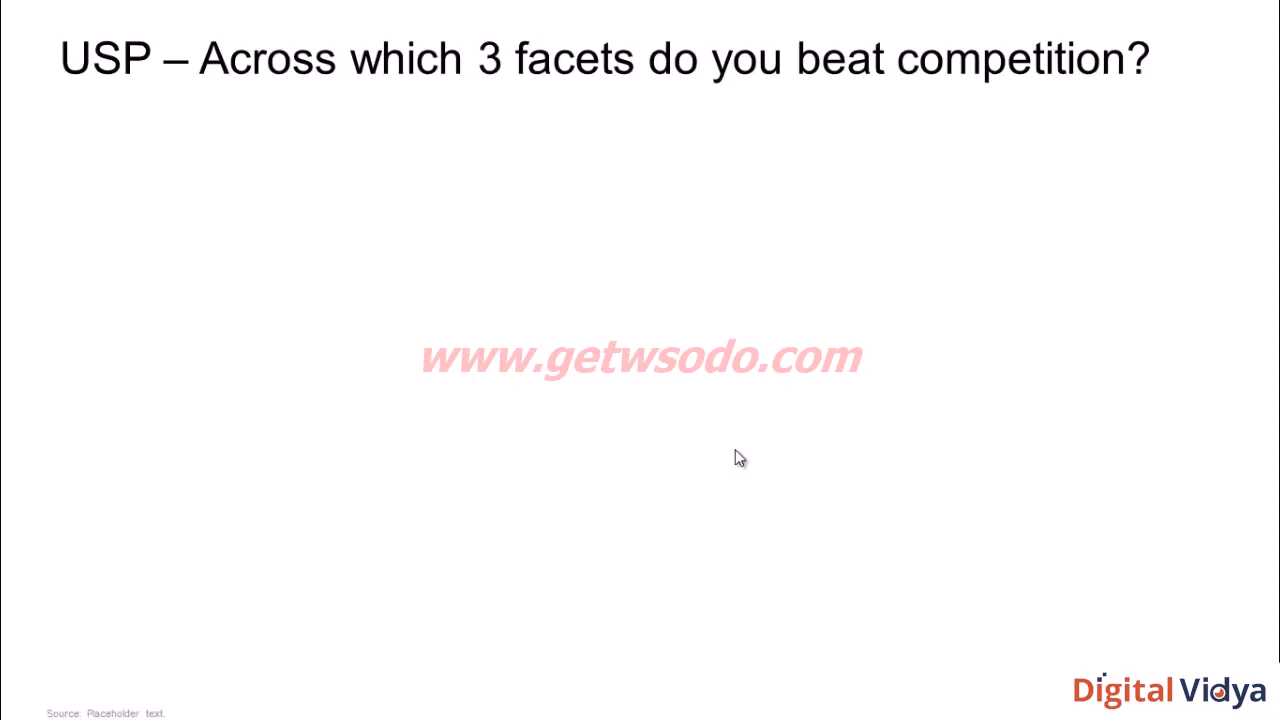 USP – Across which 3 facets do you beat competition?
www.getwsodo.com
Digital Vidya
Source: Placeholder text.